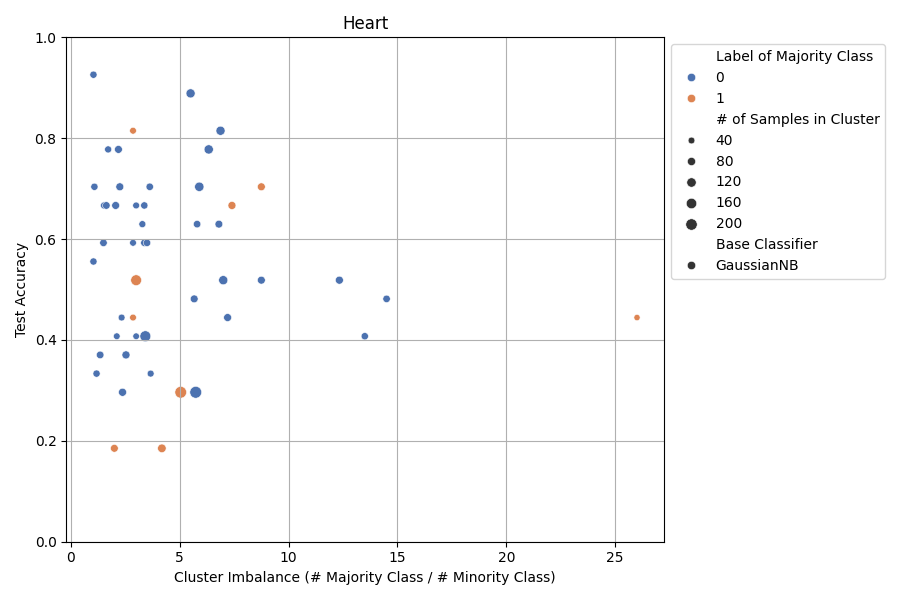 Heart
1.0
0.8
0.6
0.4
0.2
0.0
Test Accuracy
0
5
10
15
20
25
Cluster Imbalance (# Majority Class / # Minority Class)
Label of Majority Class
0
1
# of Samples in Cluster
40
80
120
160
200
Base Classifier
GaussianNB